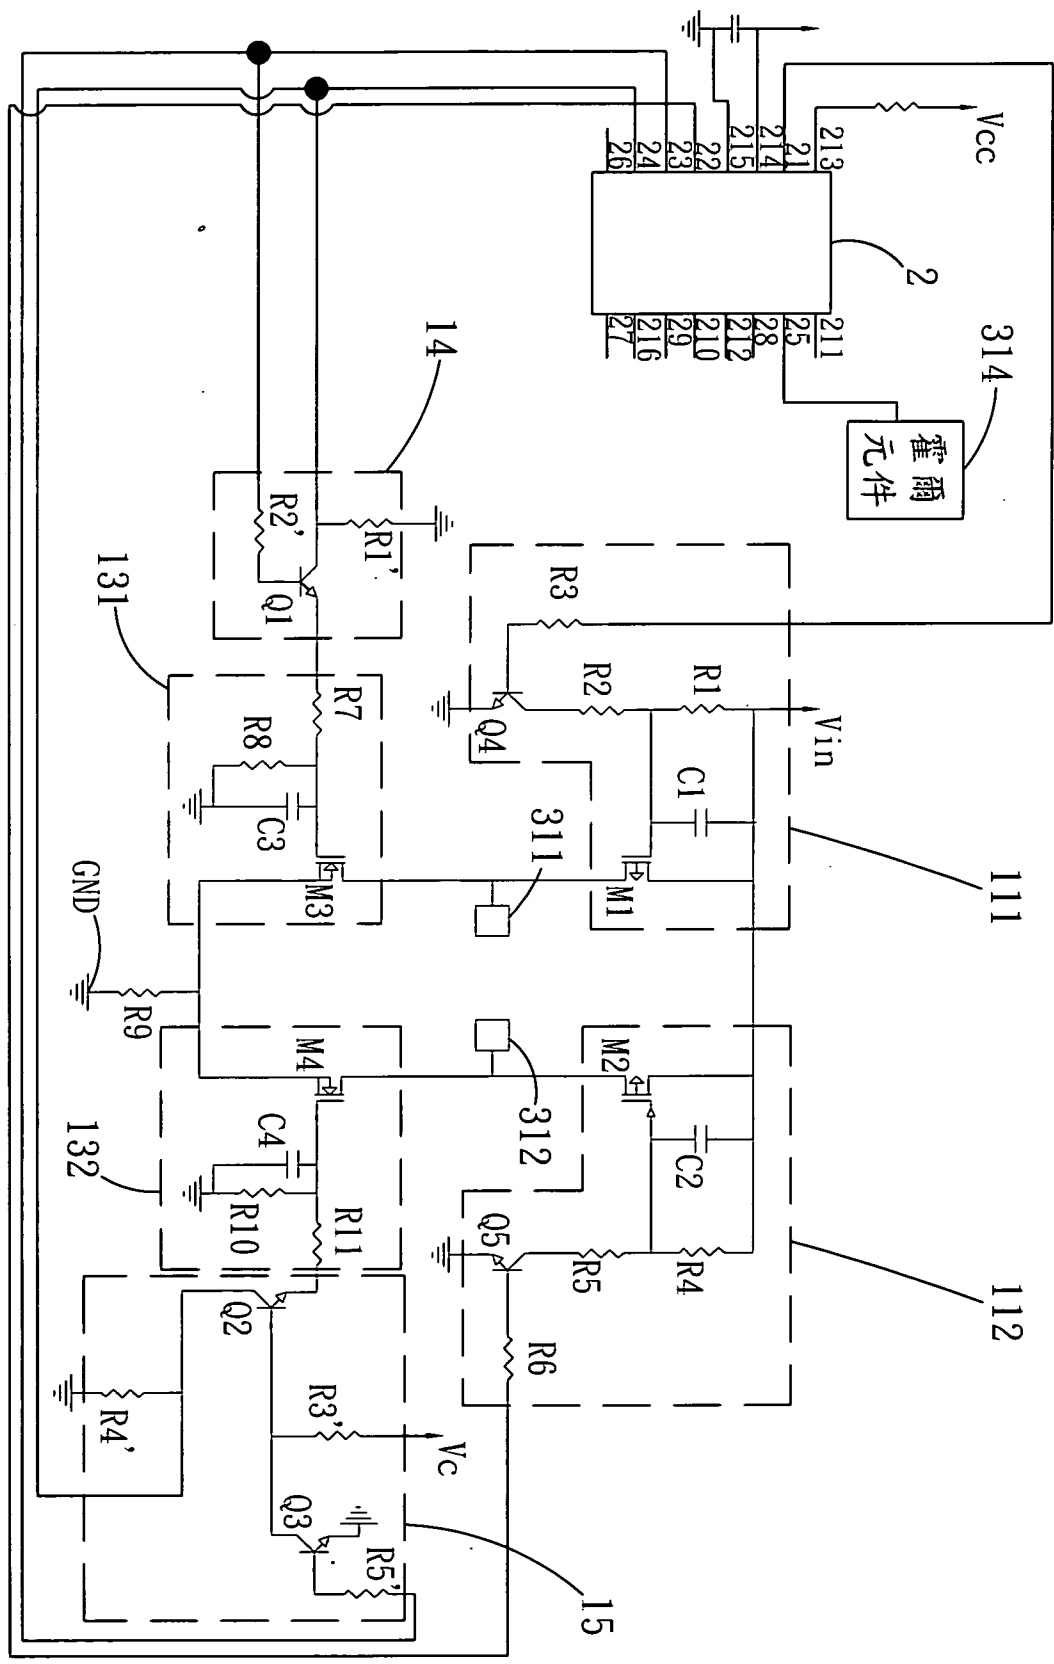 Vcc
213
21
214
215
22
23
24
26
2
211
25
28
212
210
29
216
27
314
霍爾
元件
14
R1'
R2'
Q1
131
R7
R8
C3
M3
GND
R9
R3
R2
R1
Q4
Vin
C1
M1
111
311
312
M2
C2
R4
R5
Q5
R6
112
M4
C4
R10
R11
132
Q2
R3'
R4'
Vc
Q3
R5'
15